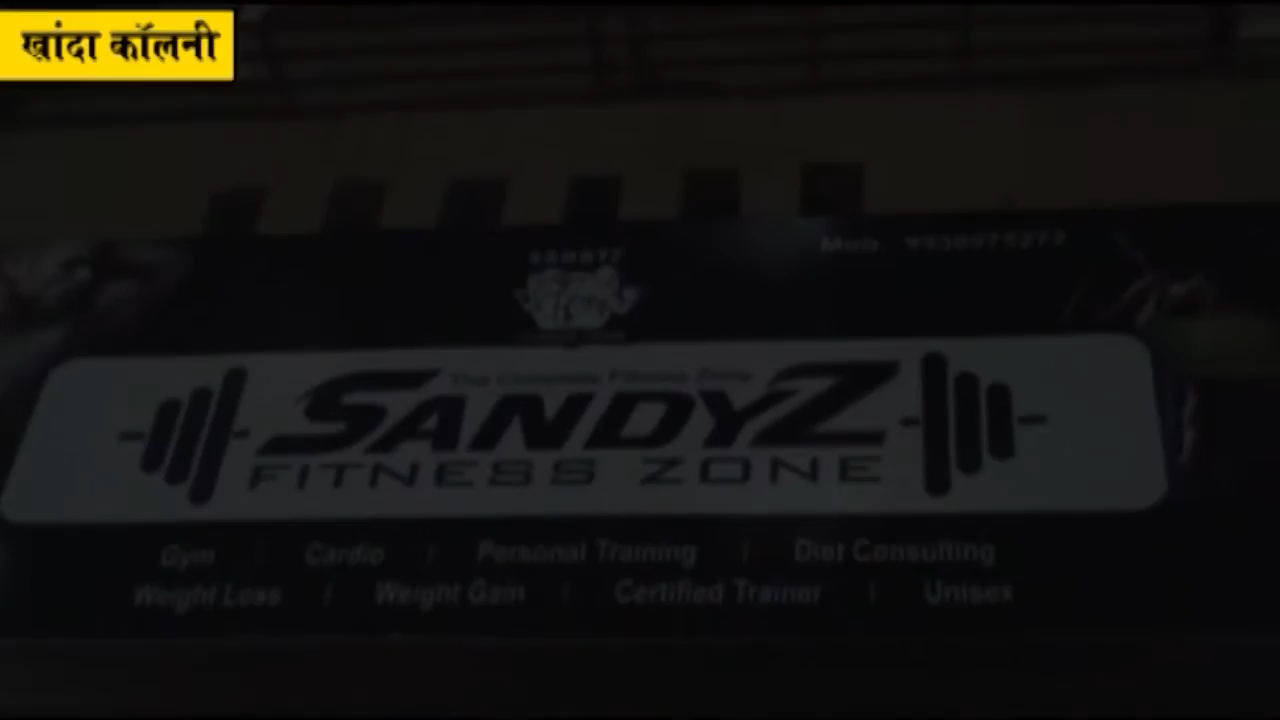 खांदा कॉलनी
Mob
The Complete Fitness Zone
SANDYZ
FITNESS ZONE
Gym / Cardio / Personal Training / Diet Consulting
Weight Loss / Weight Gain / Certified Trainer / Unisex